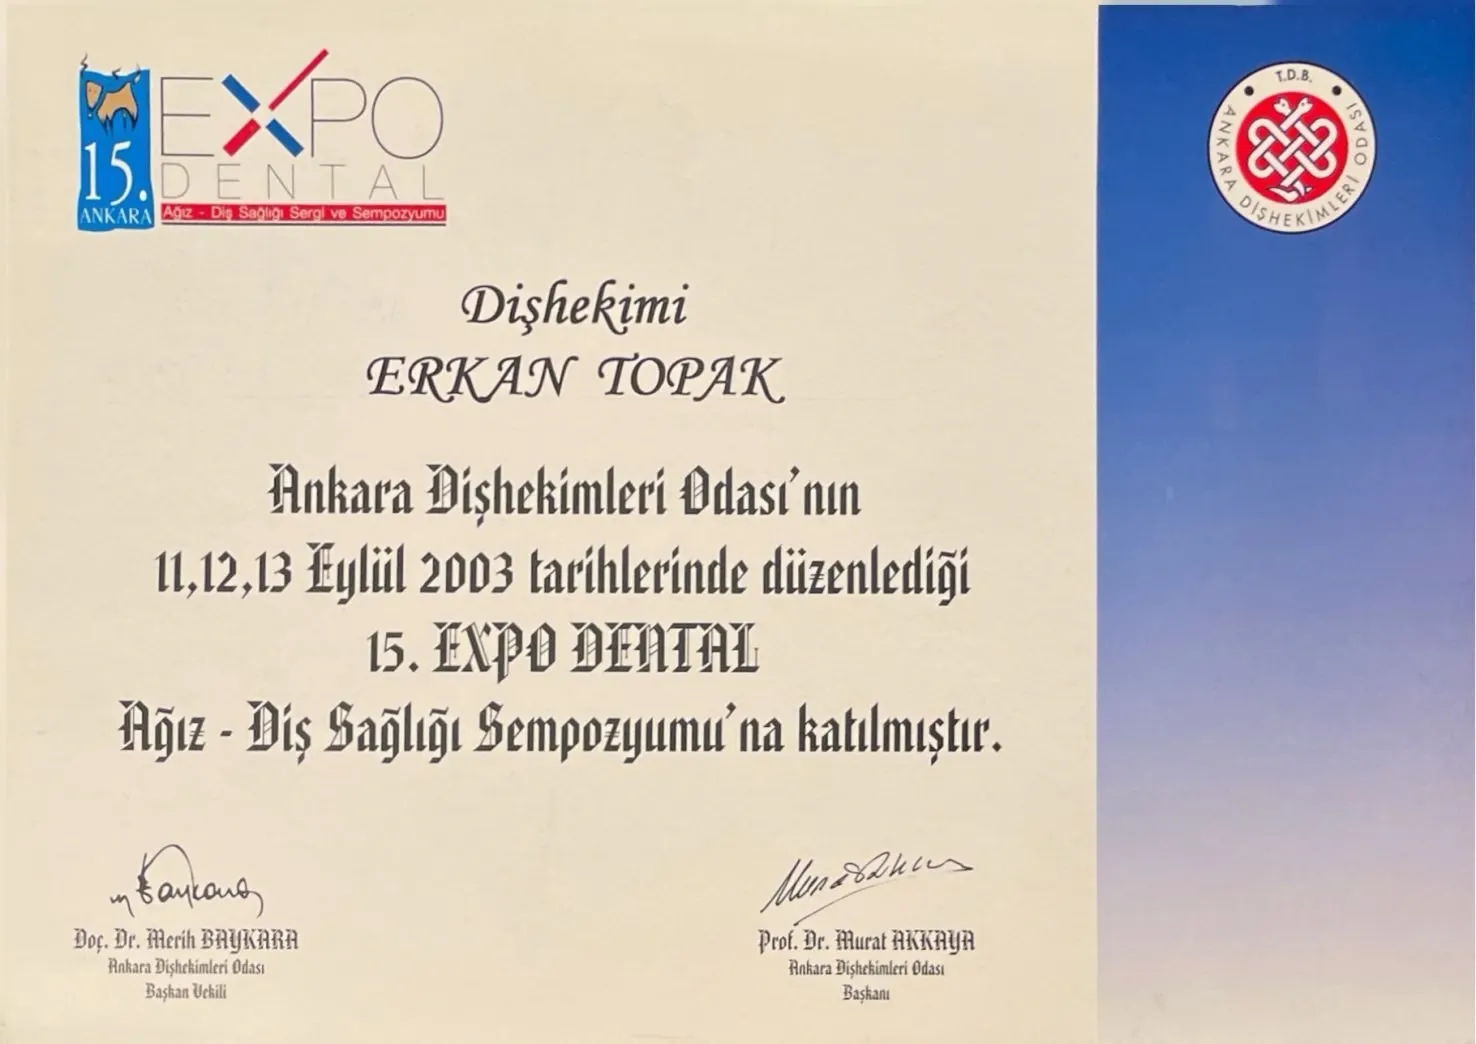 15.
ANKARA
EXPO
DENTAL
Ağız - Diş Sağlığı Sergi ve Sempozyumu
T.D.B.
ANKARA DİŞHEKİMLERİ ODASI
Dişhekimi
ERKAN TOPAK
Ankara Dişhekimleri Odası'nın
11,12,13 Eylül 2003 tarihlerinde düzenlediği
15. EXPO DENTAL
Ağız - Diş Sağlığı Sempozyumu'na katılmıştır.
Doç. Dr. Merih BAYKARA
Ankara Dişhekimleri Odası
Başkan Vekili
Prof. Dr. Murat AKKAYA
Ankara Dişhekimleri Odası
Başkanı